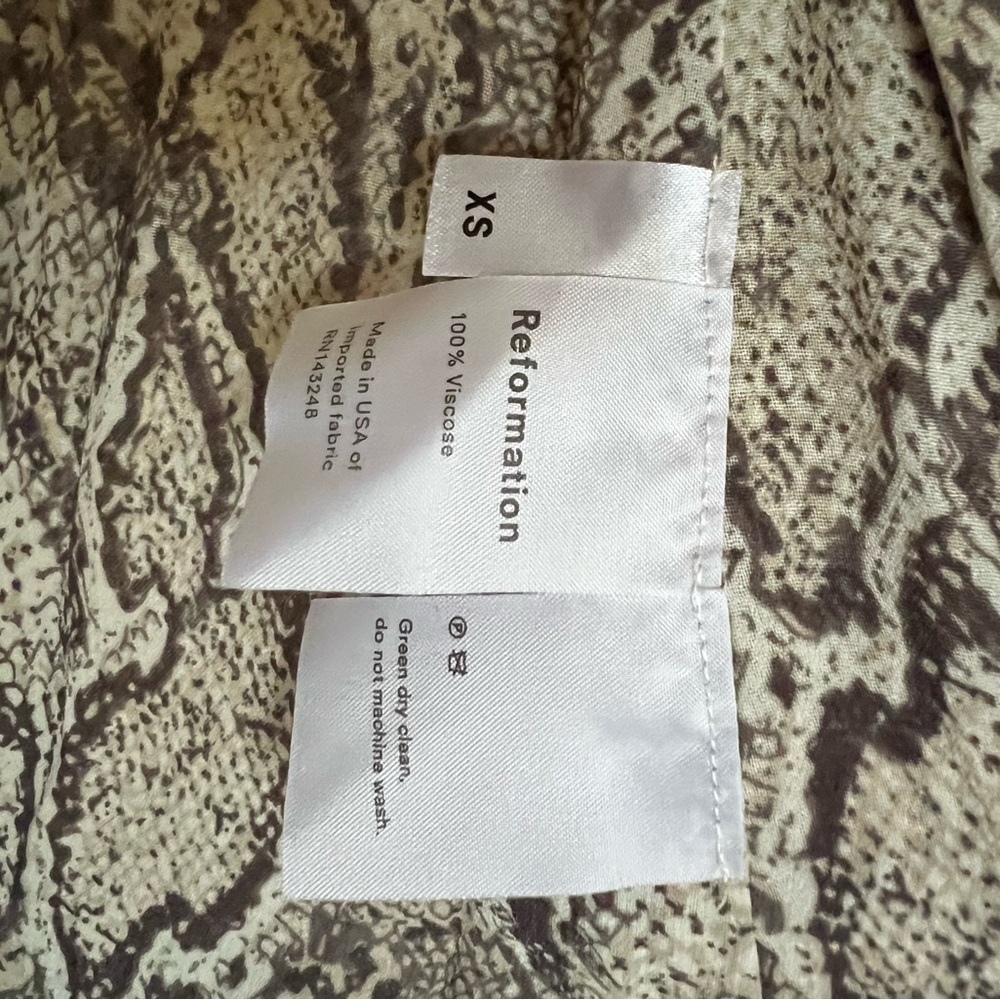 XS
Reformation
100% Viscose
Made in USA of
imported fabric
RN143248
P
Green dry clean,
do not machine wash.